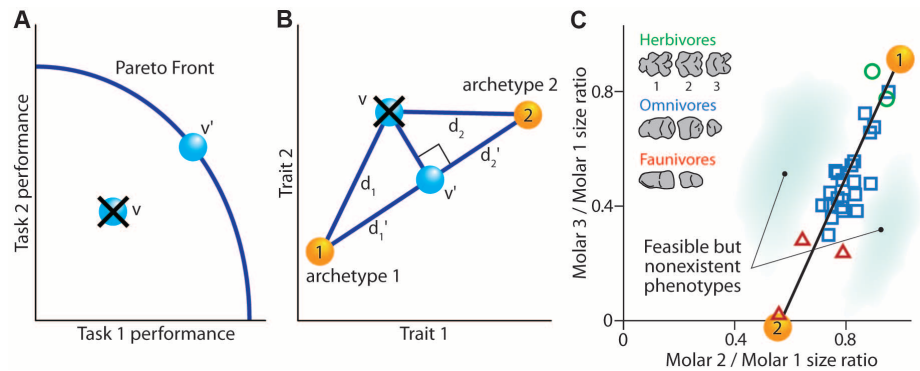 A
Task 2 performance
Pareto Front
v'
v
Task 1 performance
B
Trait 2
v
archetype 2
2
d2
d2'
d1
v'
d1'
1
archetype 1
Trait 1
C
Molar 3 / Molar 1 size ratio
Herbivores
1 2 3
Omnivores
Faunivores
1
0.8
0.4
0
Feasible but
nonexistent
phenotypes
2
0 0.4 0.8
Molar 2 / Molar 1 size ratio